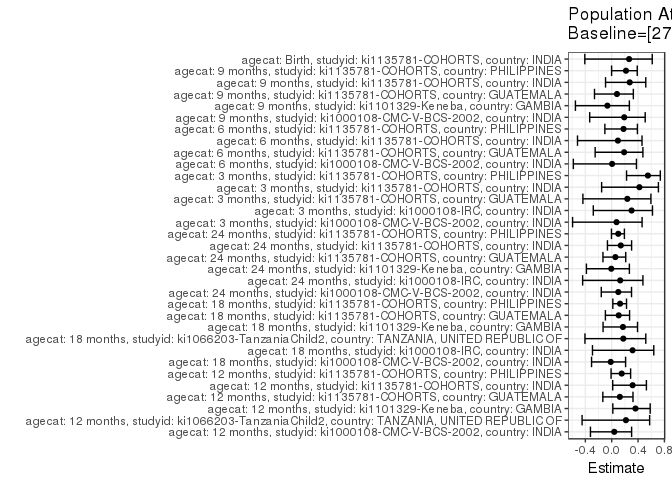 Population At
Baseline=[27
agecat: Birth, studyid: ki1135781-COHORTS, country: INDIA
agecat: 9 months, studyid: ki1135781-COHORTS, country: PHILIPPINES
agecat: 9 months, studyid: ki1135781-COHORTS, country: INDIA
agecat: 9 months, studyid: ki1135781-COHORTS, country: GUATEMALA
agecat: 9 months, studyid: ki1101329-Keneba, country: GAMBIA
agecat: 9 months, studyid: ki1000108-CMC-V-BCS-2002, country: INDIA
agecat: 6 months, studyid: ki1135781-COHORTS, country: PHILIPPINES
agecat: 6 months, studyid: ki1135781-COHORTS, country: INDIA
agecat: 6 months, studyid: ki1135781-COHORTS, country: GUATEMALA
agecat: 6 months, studyid: ki1000108-CMC-V-BCS-2002, country: INDIA
agecat: 3 months, studyid: ki1135781-COHORTS, country: PHILIPPINES
agecat: 3 months, studyid: ki1135781-COHORTS, country: INDIA
agecat: 3 months, studyid: ki1135781-COHORTS, country: GUATEMALA
agecat: 3 months, studyid: ki1000108-IRC, country: INDIA
agecat: 3 months, studyid: ki1000108-CMC-V-BCS-2002, country: INDIA
agecat: 24 months, studyid: ki1135781-COHORTS, country: PHILIPPINES
agecat: 24 months, studyid: ki1135781-COHORTS, country: INDIA
agecat: 24 months, studyid: ki1135781-COHORTS, country: GUATEMALA
agecat: 24 months, studyid: ki1101329-Keneba, country: GAMBIA
agecat: 24 months, studyid: ki1000108-IRC, country: INDIA
agecat: 24 months, studyid: ki1000108-CMC-V-BCS-2002, country: INDIA
agecat: 18 months, studyid: ki1135781-COHORTS, country: PHILIPPINES
agecat: 18 months, studyid: ki1135781-COHORTS, country: GUATEMALA
agecat: 18 months, studyid: ki1101329-Keneba, country: GAMBIA
agecat: 18 months, studyid: ki1066203-TanzaniaChild2, country: TANZANIA, UNITED REPUBLIC OF
agecat: 18 months, studyid: ki1000108-IRC, country: INDIA
agecat: 18 months, studyid: ki1000108-CMC-V-BCS-2002, country: INDIA
agecat: 12 months, studyid: ki1135781-COHORTS, country: PHILIPPINES
agecat: 12 months, studyid: ki1135781-COHORTS, country: INDIA
agecat: 12 months, studyid: ki1135781-COHORTS, country: GUATEMALA
agecat: 12 months, studyid: ki1101329-Keneba, country: GAMBIA
agecat: 12 months, studyid: ki1066203-TanzaniaChild2, country: TANZANIA, UNITED REPUBLIC OF
agecat: 12 months, studyid: ki1000108-CMC-V-BCS-2002, country: INDIA
-0.4 0.0 0.4 0.8
Estimate